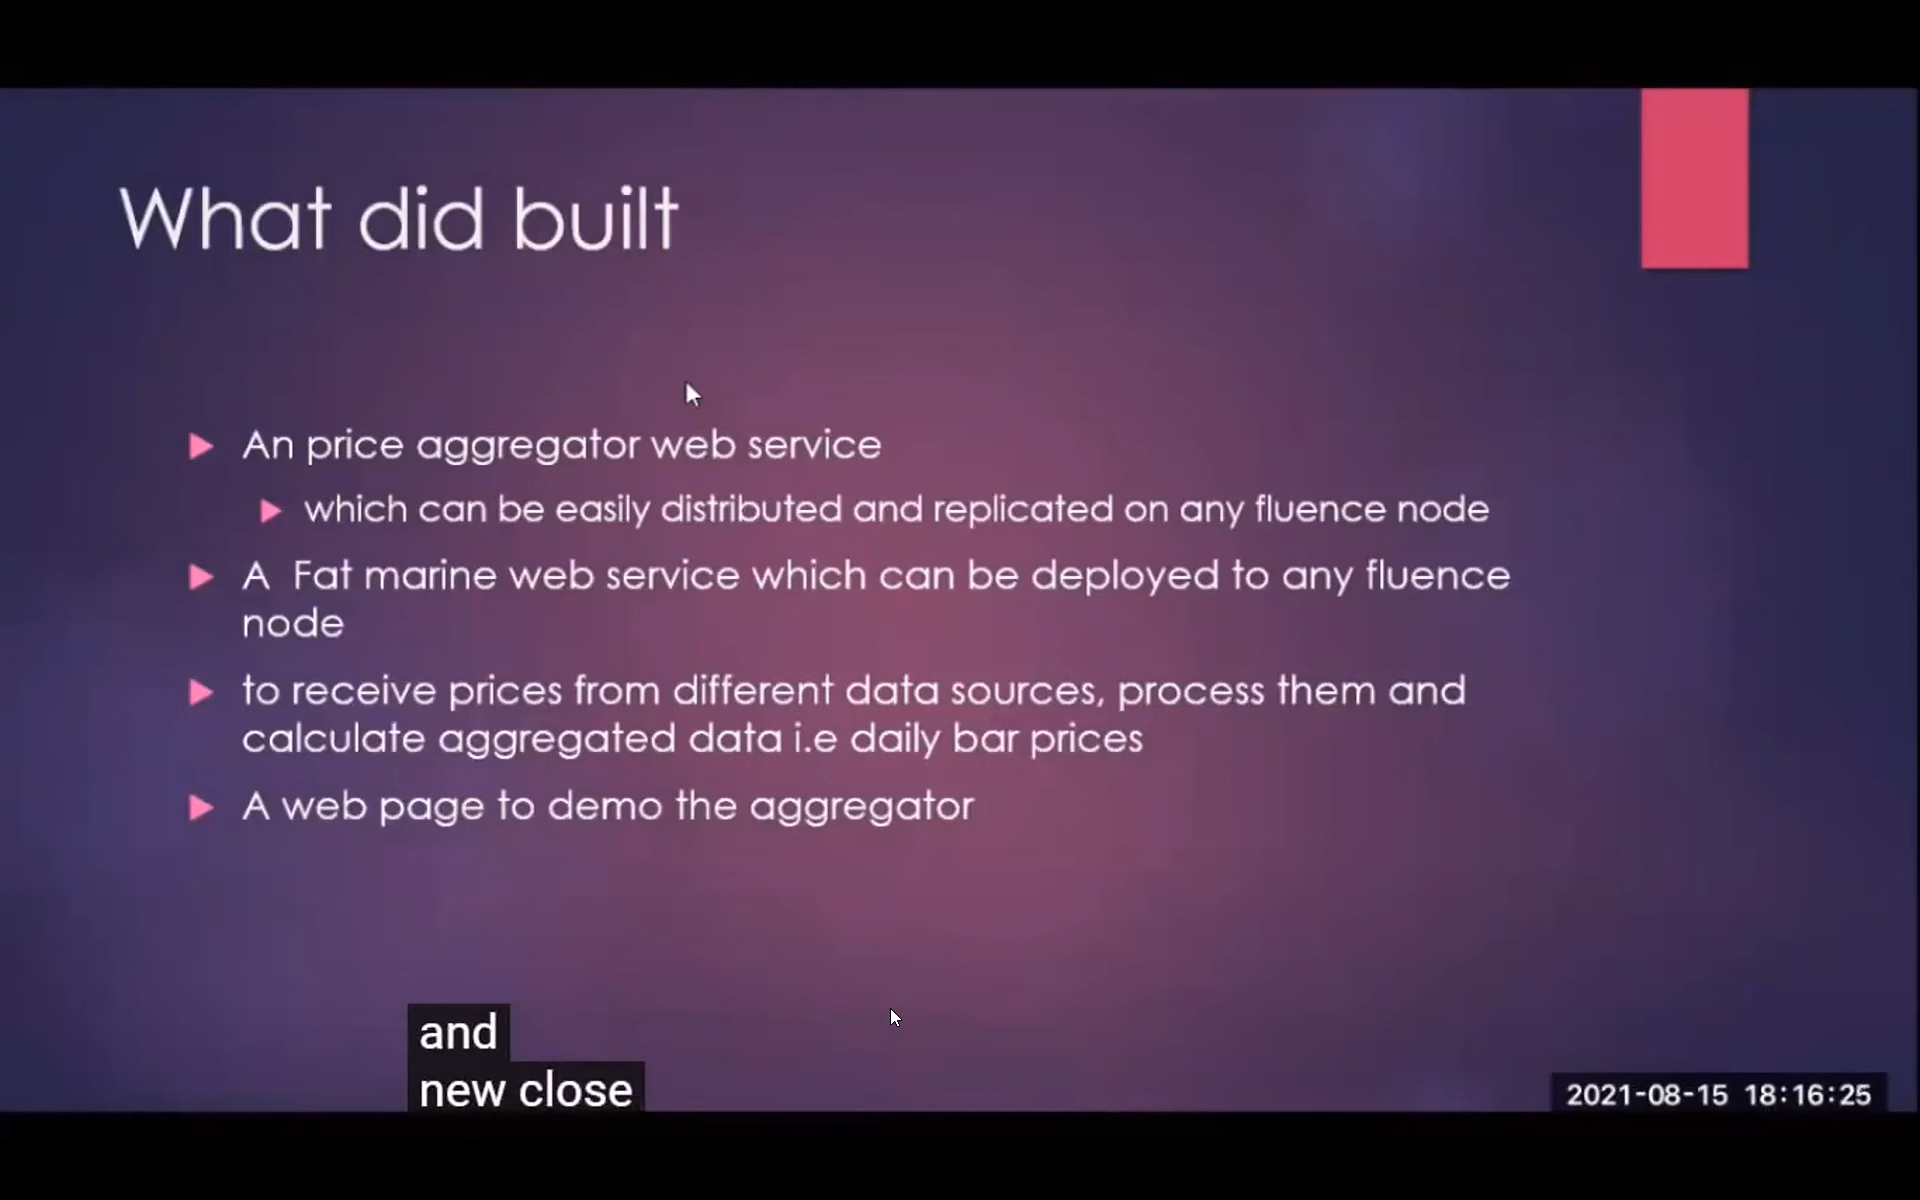 What did built
An price aggregator web service
which can be easily distributed and replicated on any fluence node
A Fat marine web service which can be deployed to any fluence
node
to receive prices from different data sources, process them and
calculate aggregated data i.e daily bar prices
A web page to demo the aggregator
and
new close
2021-08-15 18:16:25